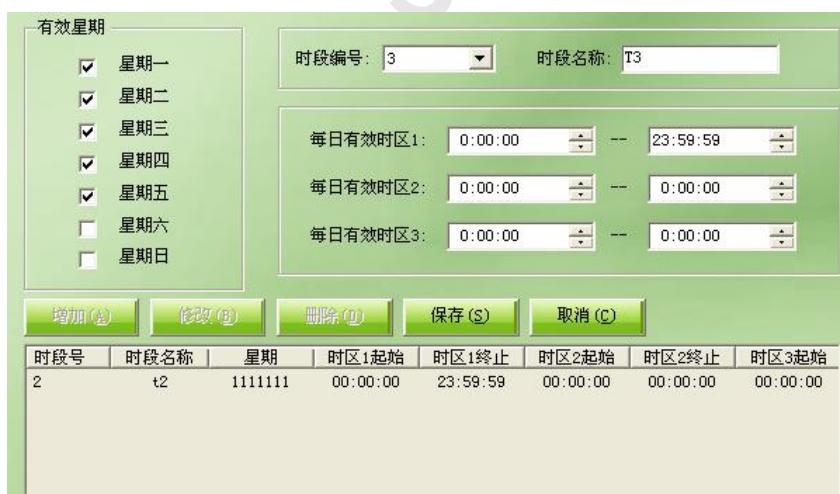 有效星期
星期一
星期二
星期三
星期四
星期五
星期六
星期日
时段编号: 3 时段名称: T3
每日有效时区1: 0:00:00 -- 23:59:59
每日有效时区2: 0:00:00 -- 0:00:00
每日有效时区3: 0:00:00 -- 0:00:00
增加(A) 修改(B) 删除(D) 保存(S) 取消(C)
时段号 时段名称 星期 时区1起始 时区1终止 时区2起始 时区2终止 时区3起始
2 t2 1111111 00:00:00 23:59:59 00:00:00 00:00:00 00:00:00